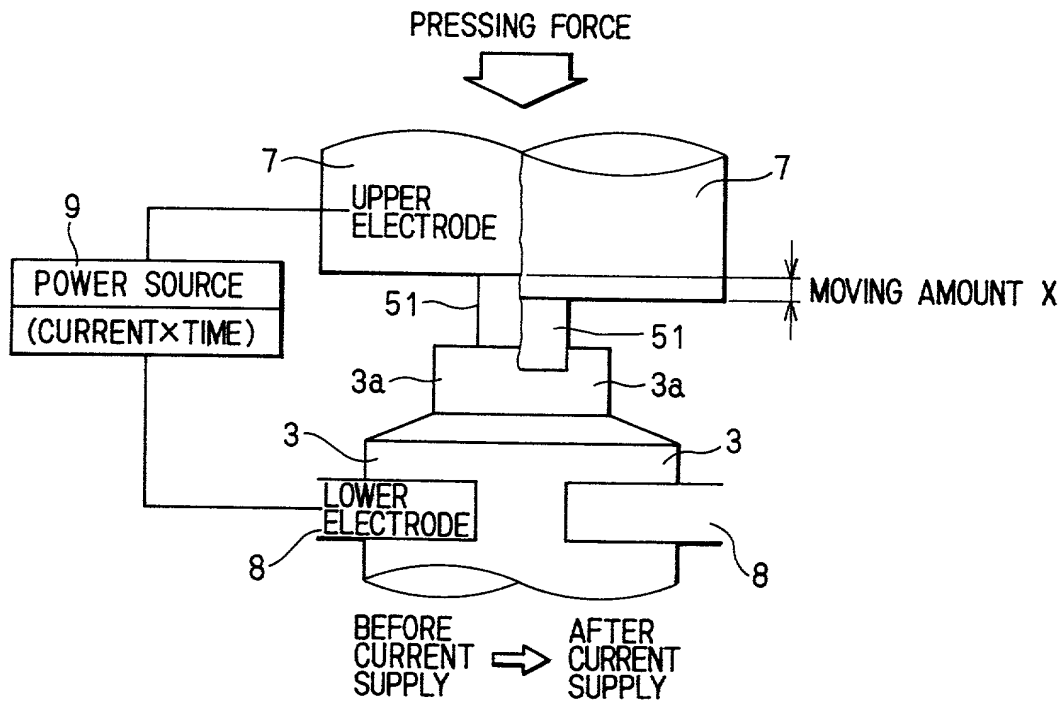 PRESSING FORCE
7
7
UPPER
ELECTRODE
9
POWER SOURCE
(CURRENT×TIME)
MOVING AMOUNT X
51
51
3a
3a
3
3
LOWER
ELECTRODE
8
8
BEFORE
CURRENT
SUPPLY
AFTER
CURRENT
SUPPLY